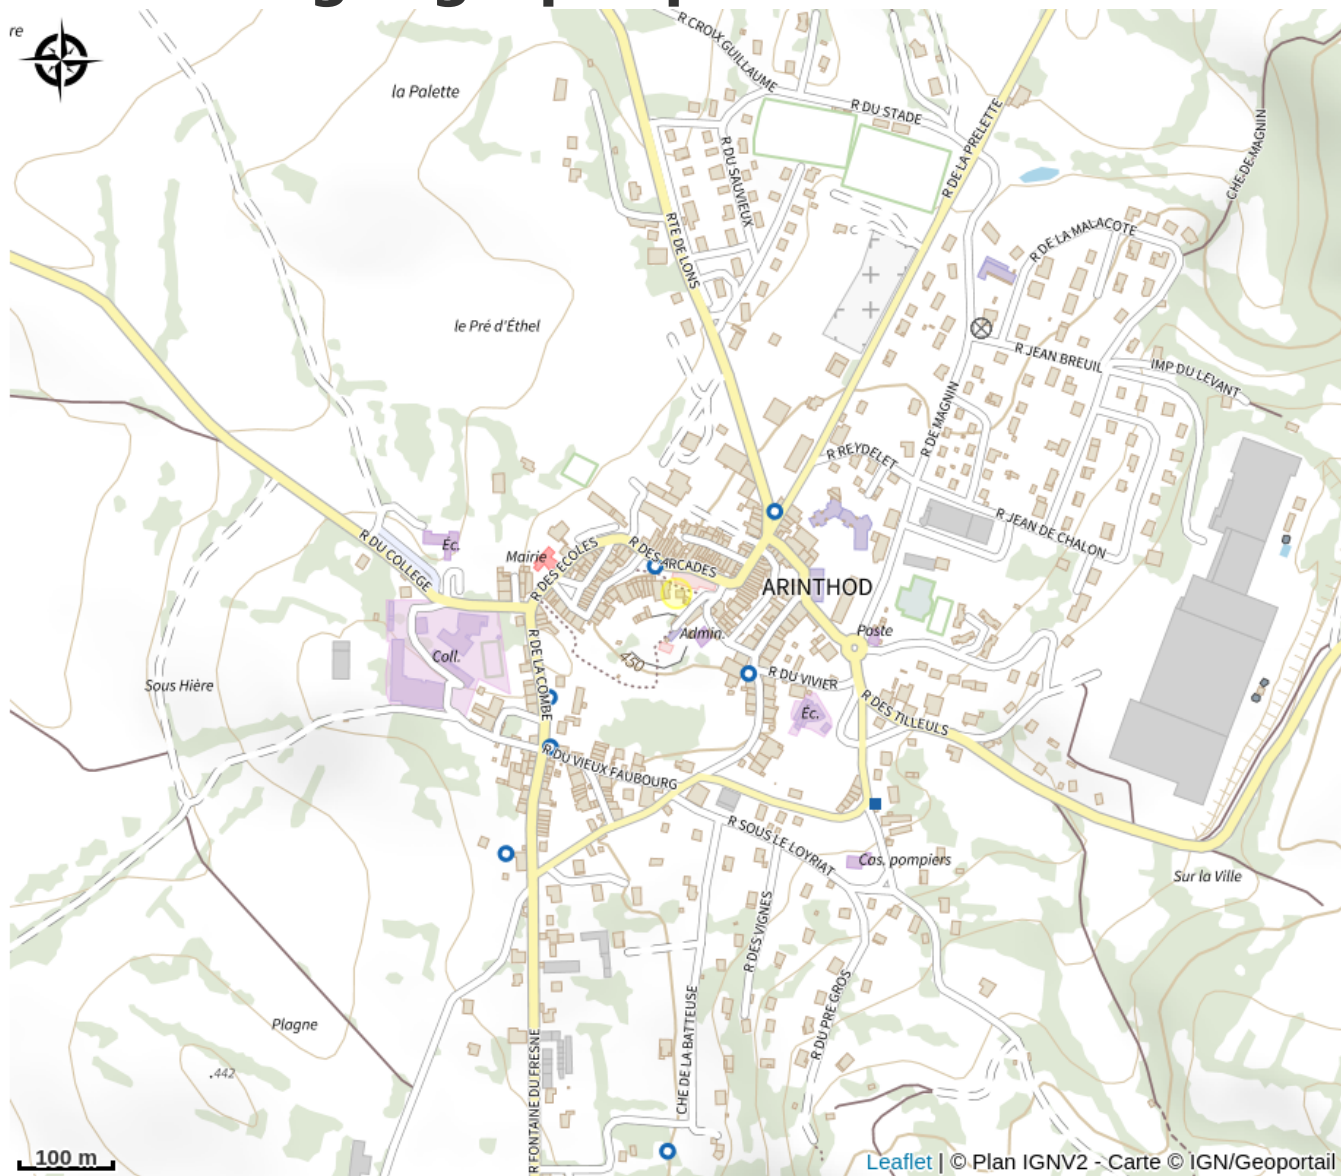 re
R CROIX GUILLAUME
la Palette
R DU STADE
R DE LA PRELETTE
CHE DE MAGNIN
R DU SAUVIEUX
RTE DE LONS
R DE LA MALACOTE
le Pré d'Éthel
R JEAN BREUIL
IMP DU LEVANT
R DE MAGNIN
R REYDELET
R JEAN DE CHALON
R DU COLLEGE
Éc.
Mairie
R DES ECOLES
R DES ARCADES
ARINTHOD
Admin.
Poste
450
Coll.
R DE LA COMBE
Sous Hière
R DU VIVIER
Éc.
R DES TILLEULS
R DU VIEUX FAUBOURG
R SOUS LE LOYRIAT
Cas. pompiers
Sur la Ville
R DES VIGNES
R DU PRE GROS
CHE DE LA BATTEUSE
R FONTAINE DU FRESNE
Plagne
.442
100 m
Leaflet | © Plan IGNV2 - Carte © IGN/Geoportail